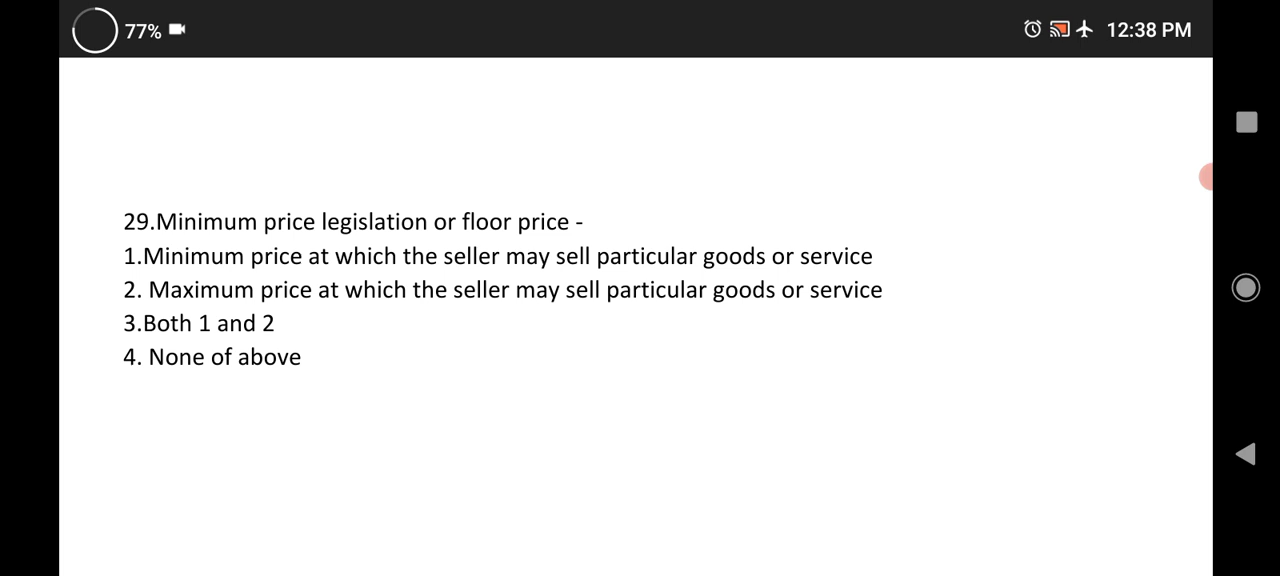 77%
12:38 PM
29.Minimum price legislation or floor price -
1.Minimum price at which the seller may sell particular goods or service
2. Maximum price at which the seller may sell particular goods or service
3.Both 1 and 2
4. None of above